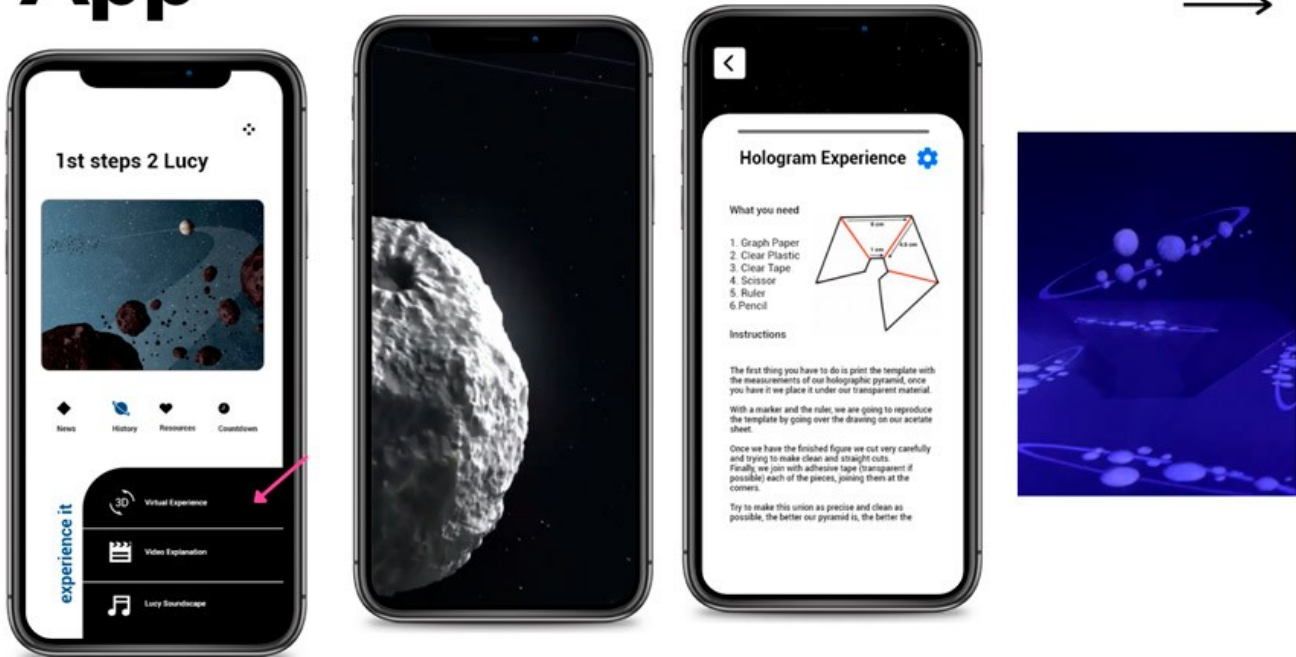 App
1st steps 2 Lucy
News
History
Resources
Countdown
experience it
3D
Virtual Experience
Video Explanation
Lucy Soundscape
Hologram Experience
What you need
1. Graph Paper
2. Clear Plastic
3. Clear Tape
4. Scissor
5. Ruler
6.Pencil
6 cm
1 cm
4.5 cm
Instructions
The first thing you have to do is print the template with
the measurements of our holographic pyramid, once
you have it we place it under our transparent material.
With a marker and the ruler, we are going to reproduce
the template by going over the drawing on our acetate
sheet.
Once we have the finished figure we cut very carefully
and trying to make clean and straight cuts.
Finally, we join with adhesive tape (transparent if
possible) each of the pieces, joining them at the
corners.
Try to make this union as precise and clean as
possible, the better our pyramid is, the better the